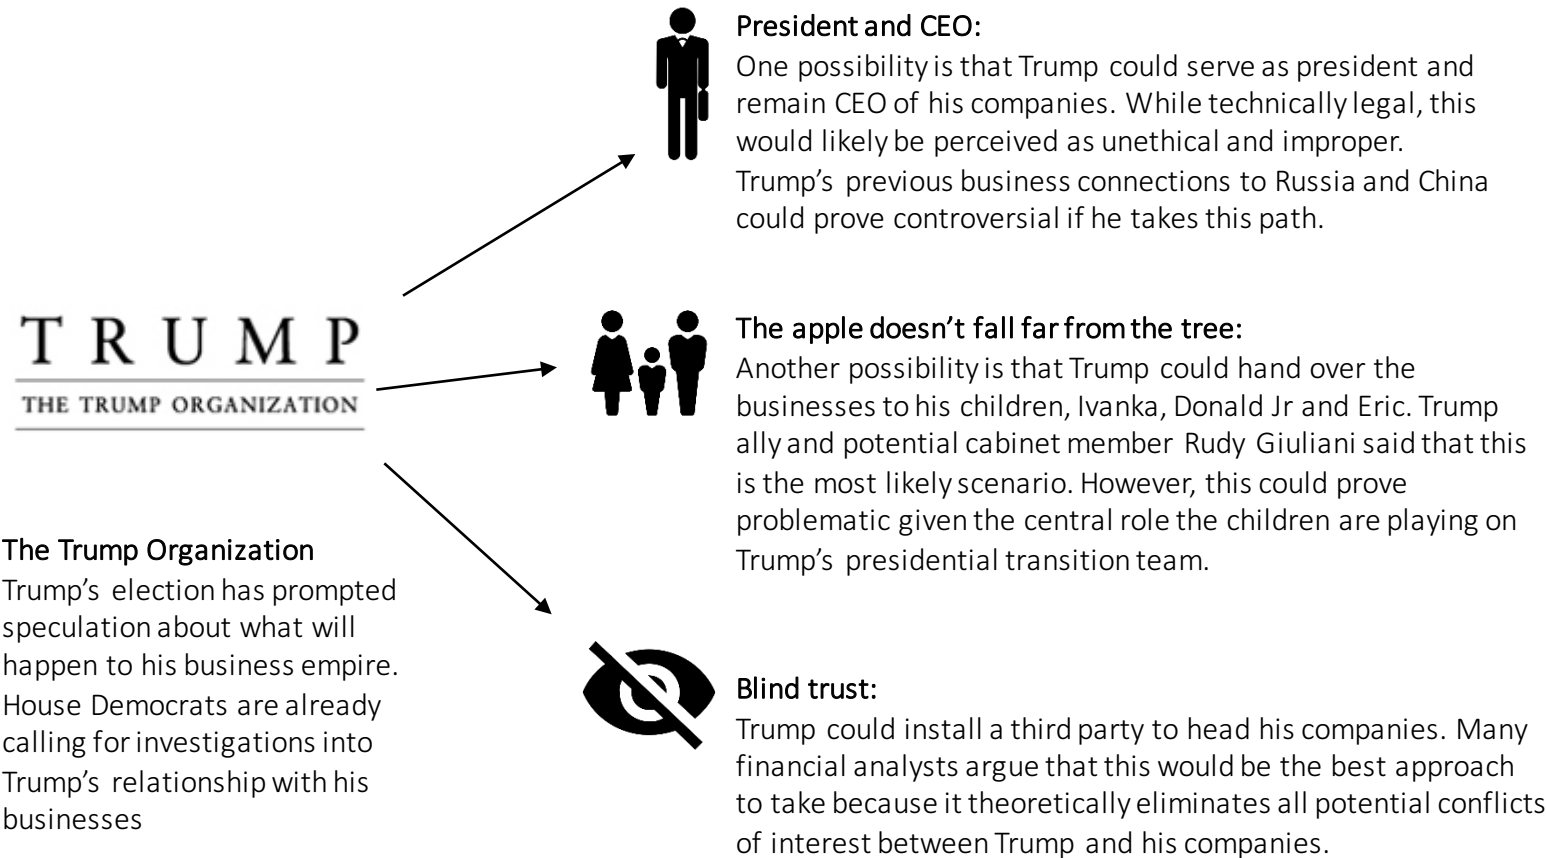 TRUMP
THE TRUMP ORGANIZATION
The Trump Organization
Trump's election has prompted
speculation about what will
happen to his business empire.
House Democrats are already
calling for investigations into
Trump's relationship with his
businesses
President and CEO:
One possibility is that Trump could serve as president and
remain CEO of his companies. While technically legal, this
would likely be perceived as unethical and improper.
Trump's previous business connections to Russia and China
could prove controversial if he takes this path.
The apple doesn't fall far from the tree:
Another possibility is that Trump could hand over the
businesses to his children, Ivanka, Donald Jr and Eric. Trump
ally and potential cabinet member Rudy Giuliani said that this
is the most likely scenario. However, this could prove
problematic given the central role the children are playing on
Trump's presidential transition team.
Blind trust:
Trump could install a third party to head his companies. Many
financial analysts argue that this would be the best approach
to take because it theoretically eliminates all potential conflicts
of interest between Trump and his companies.